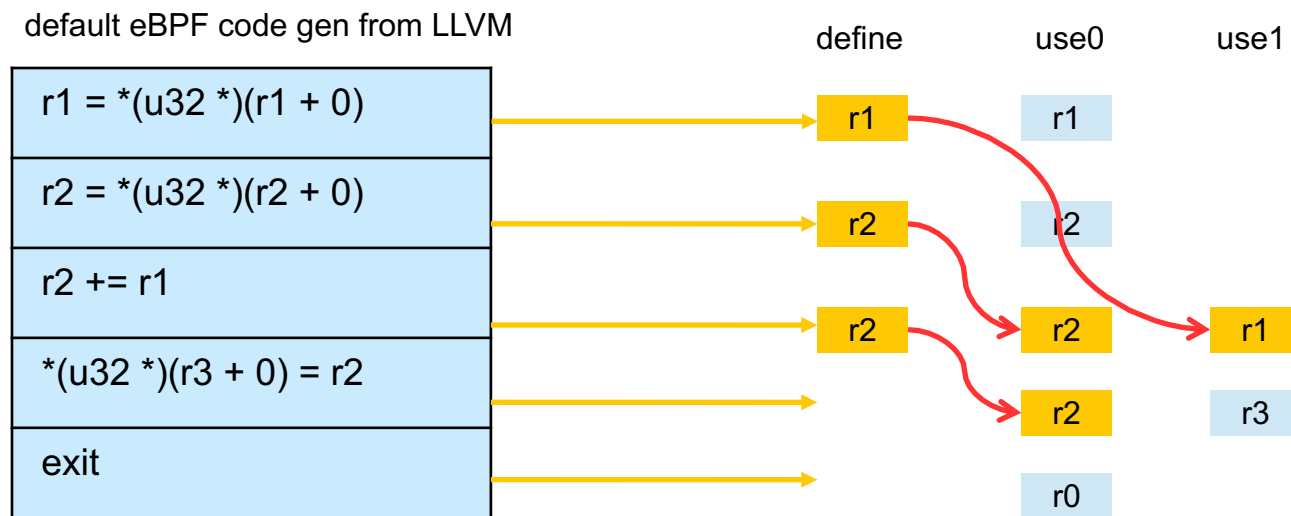 default eBPF code gen from LLVM
define use0 use1
r1 = *(u32 *)(r1 + 0) r1 r1
r2 = *(u32 *)(r2 + 0) r2 r2
r2 += r1 r2 r2 r1
*(u32 *)(r3 + 0) = r2 r2 r3
exit r0